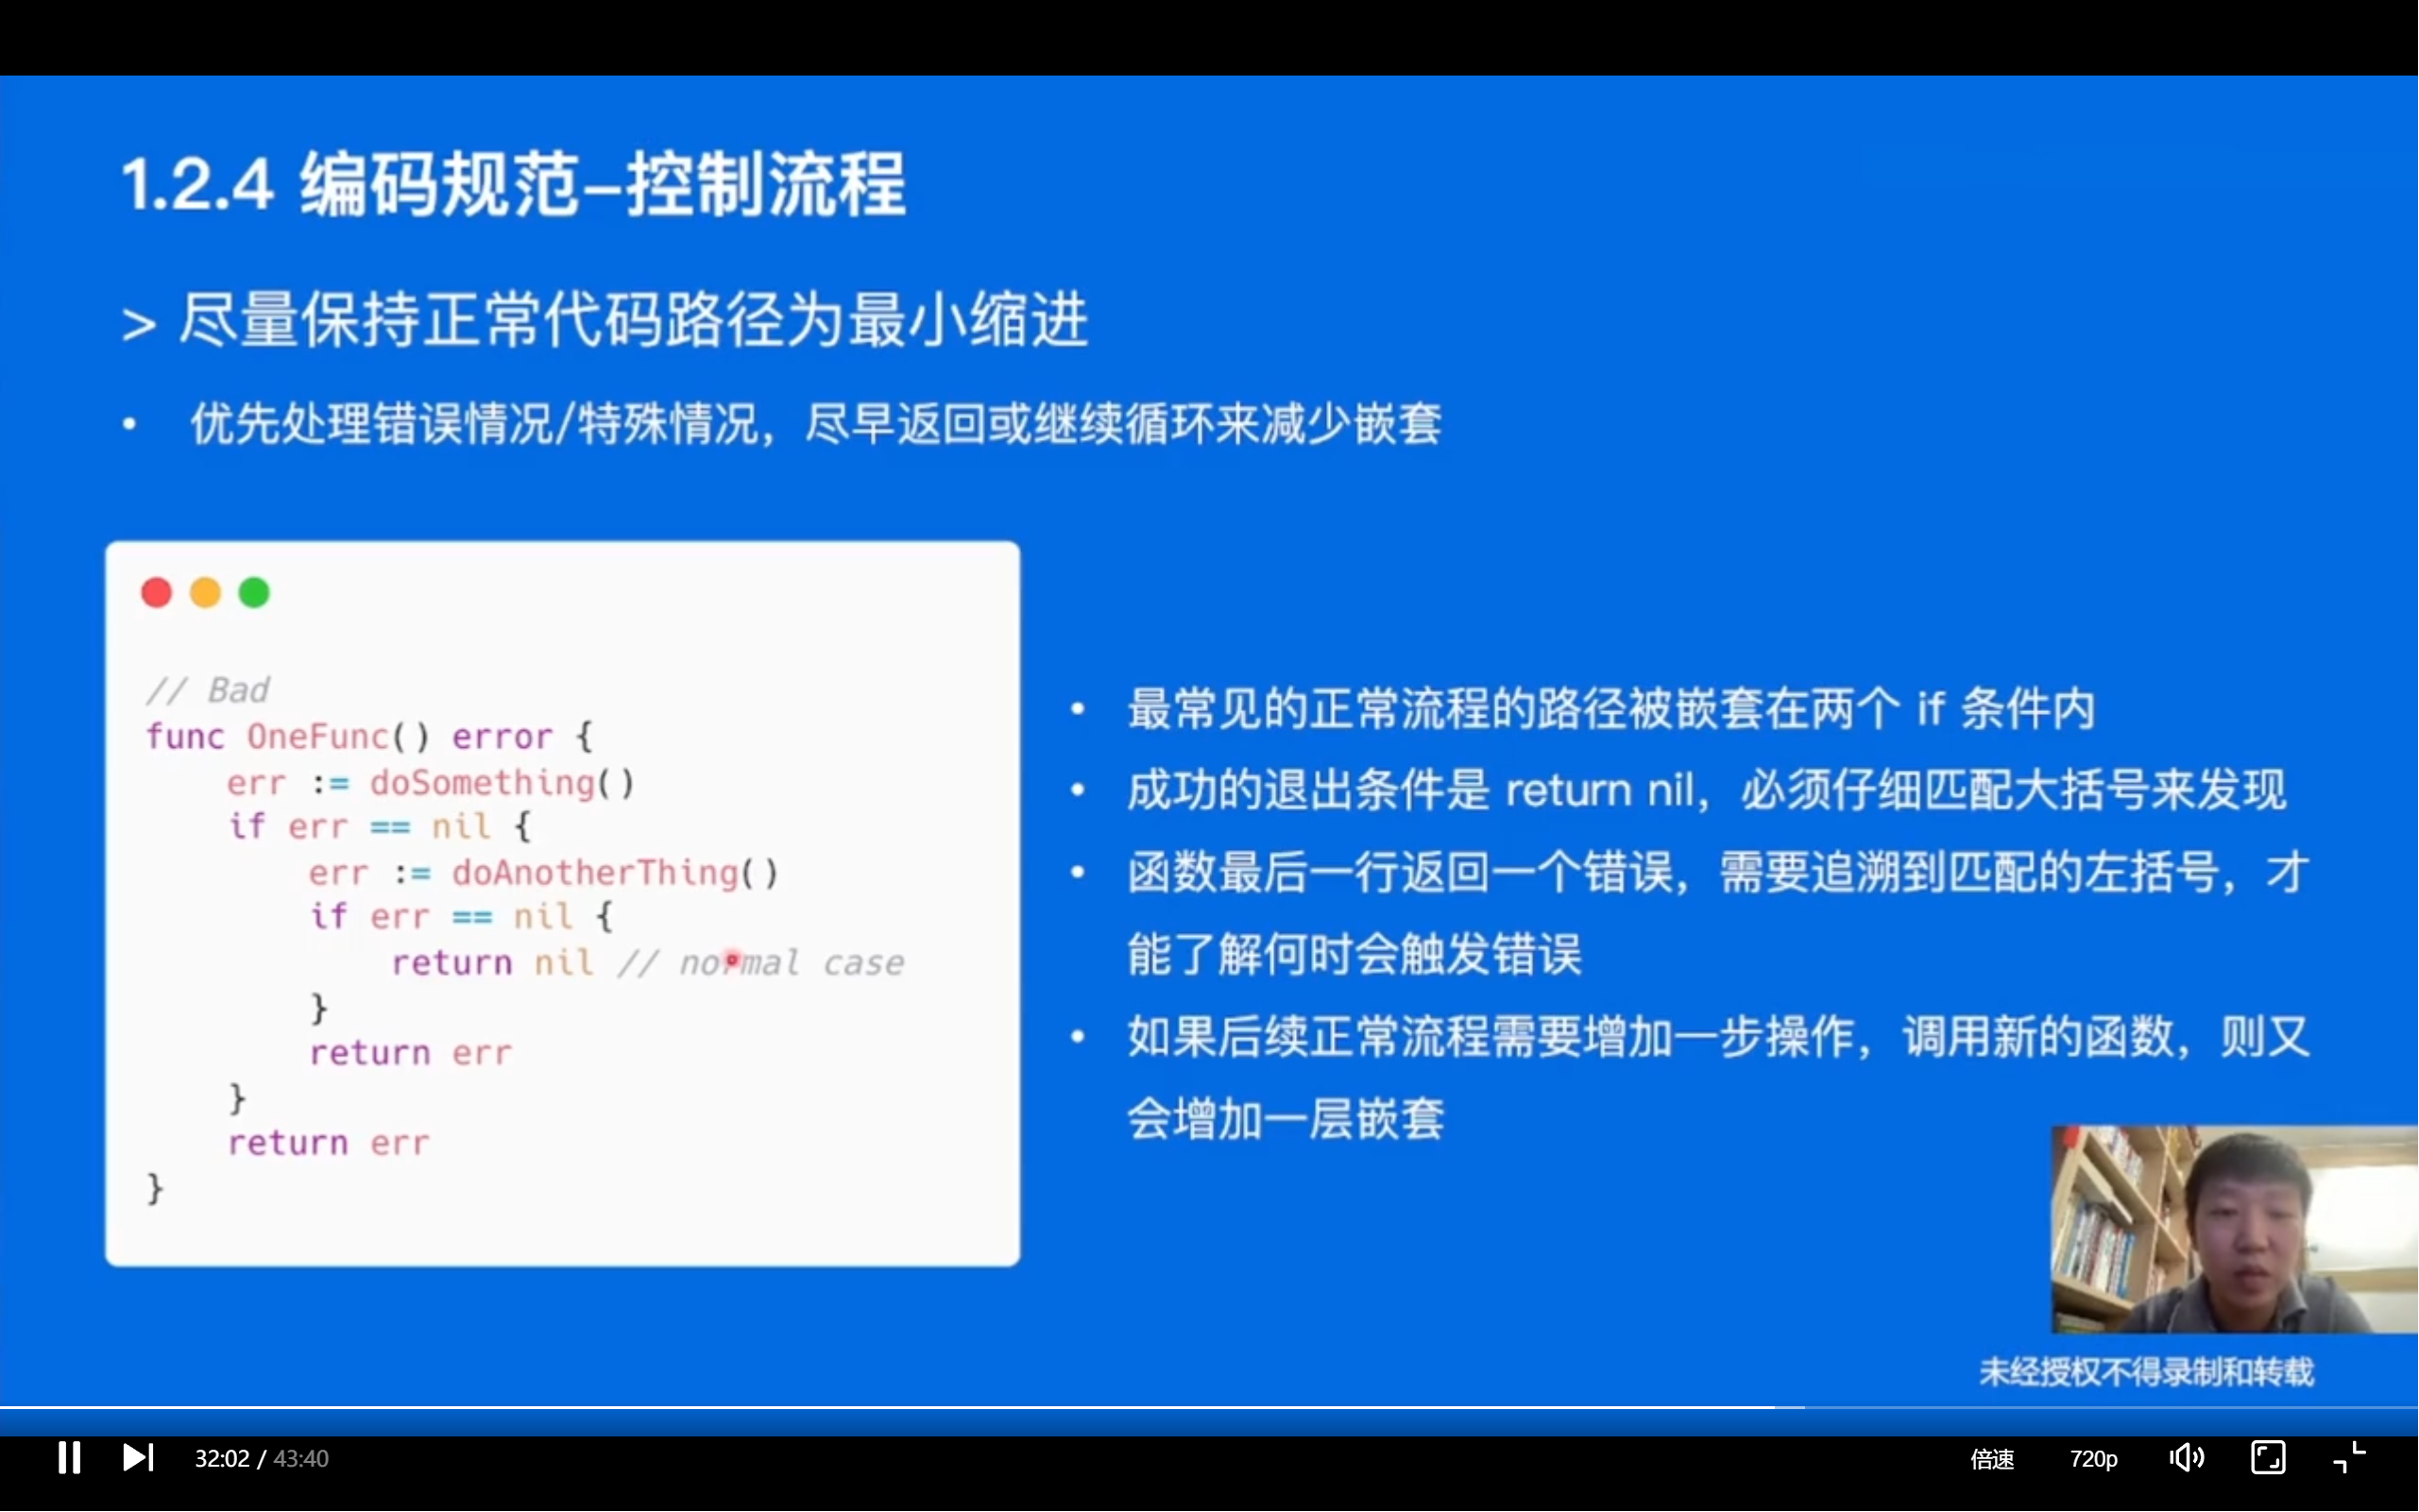 1.2.4 编码规范–控制流程
> 尽量保持正常代码路径为最小缩进
• 优先处理错误情况/特殊情况，尽早返回或继续循环来减少嵌套
// Bad
func OneFunc() error {
    err := doSomething()
    if err == nil {
        err := doAnotherThing()
        if err == nil {
            return nil // normal case
        }
        return err
    }
    return err
}
• 最常见的正常流程的路径被嵌套在两个 if 条件内
• 成功的退出条件是 return nil，必须仔细匹配大括号来发现
• 函数最后一行返回一个错误，需要追溯到匹配的左括号，才
能了解何时会触发错误
• 如果后续正常流程需要增加一步操作，调用新的函数，则又
会增加一层嵌套
未经授权不得录制和转载
32:02 / 43:40
倍速
720p